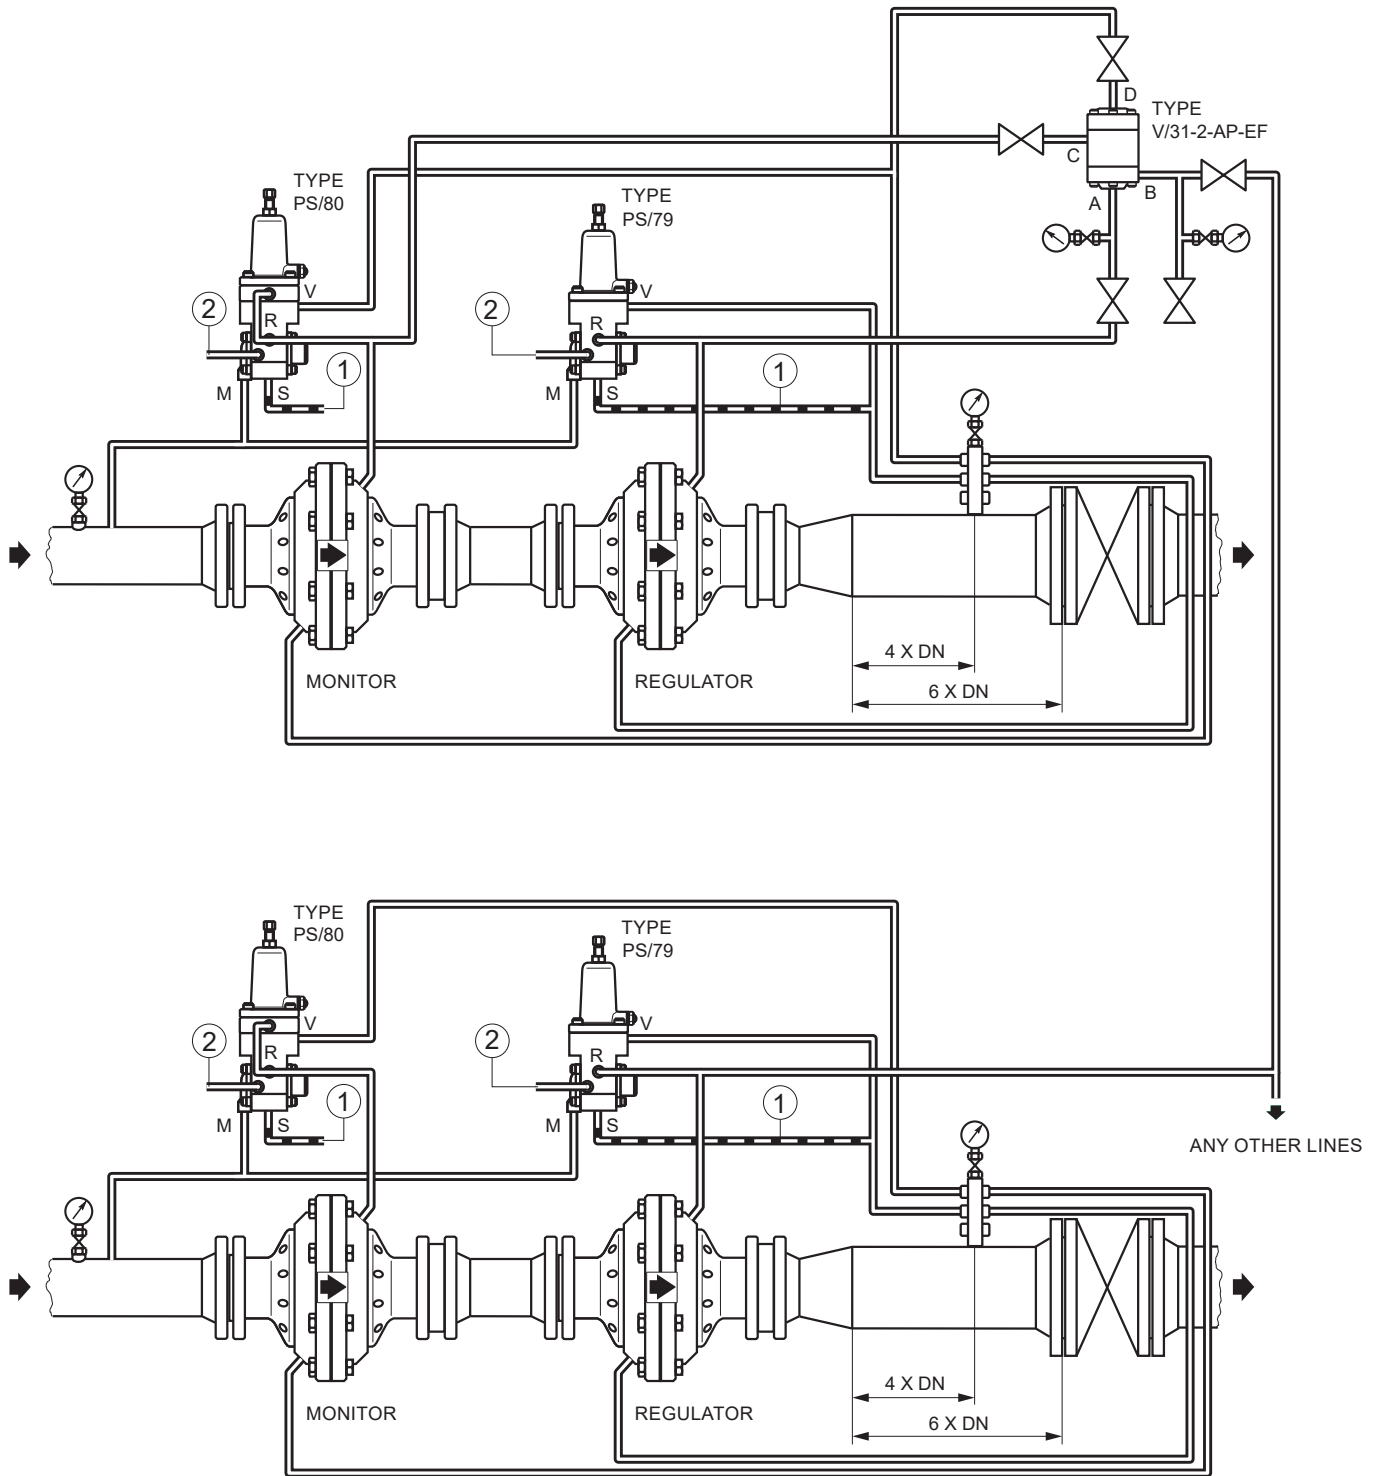 D
TYPE
V/31-2-AP-EF
C
B
A
TYPE
PS/80
TYPE
PS/79
V
V
2
R
2
R
1
1
M
S
M
S
4 X DN
MONITOR
REGULATOR
6 X DN
TYPE
PS/80
TYPE
PS/79
V
V
2
R
2
R
1
1
M
S
M
S
ANY OTHER LINES
4 X DN
MONITOR
REGULATOR
6 X DN